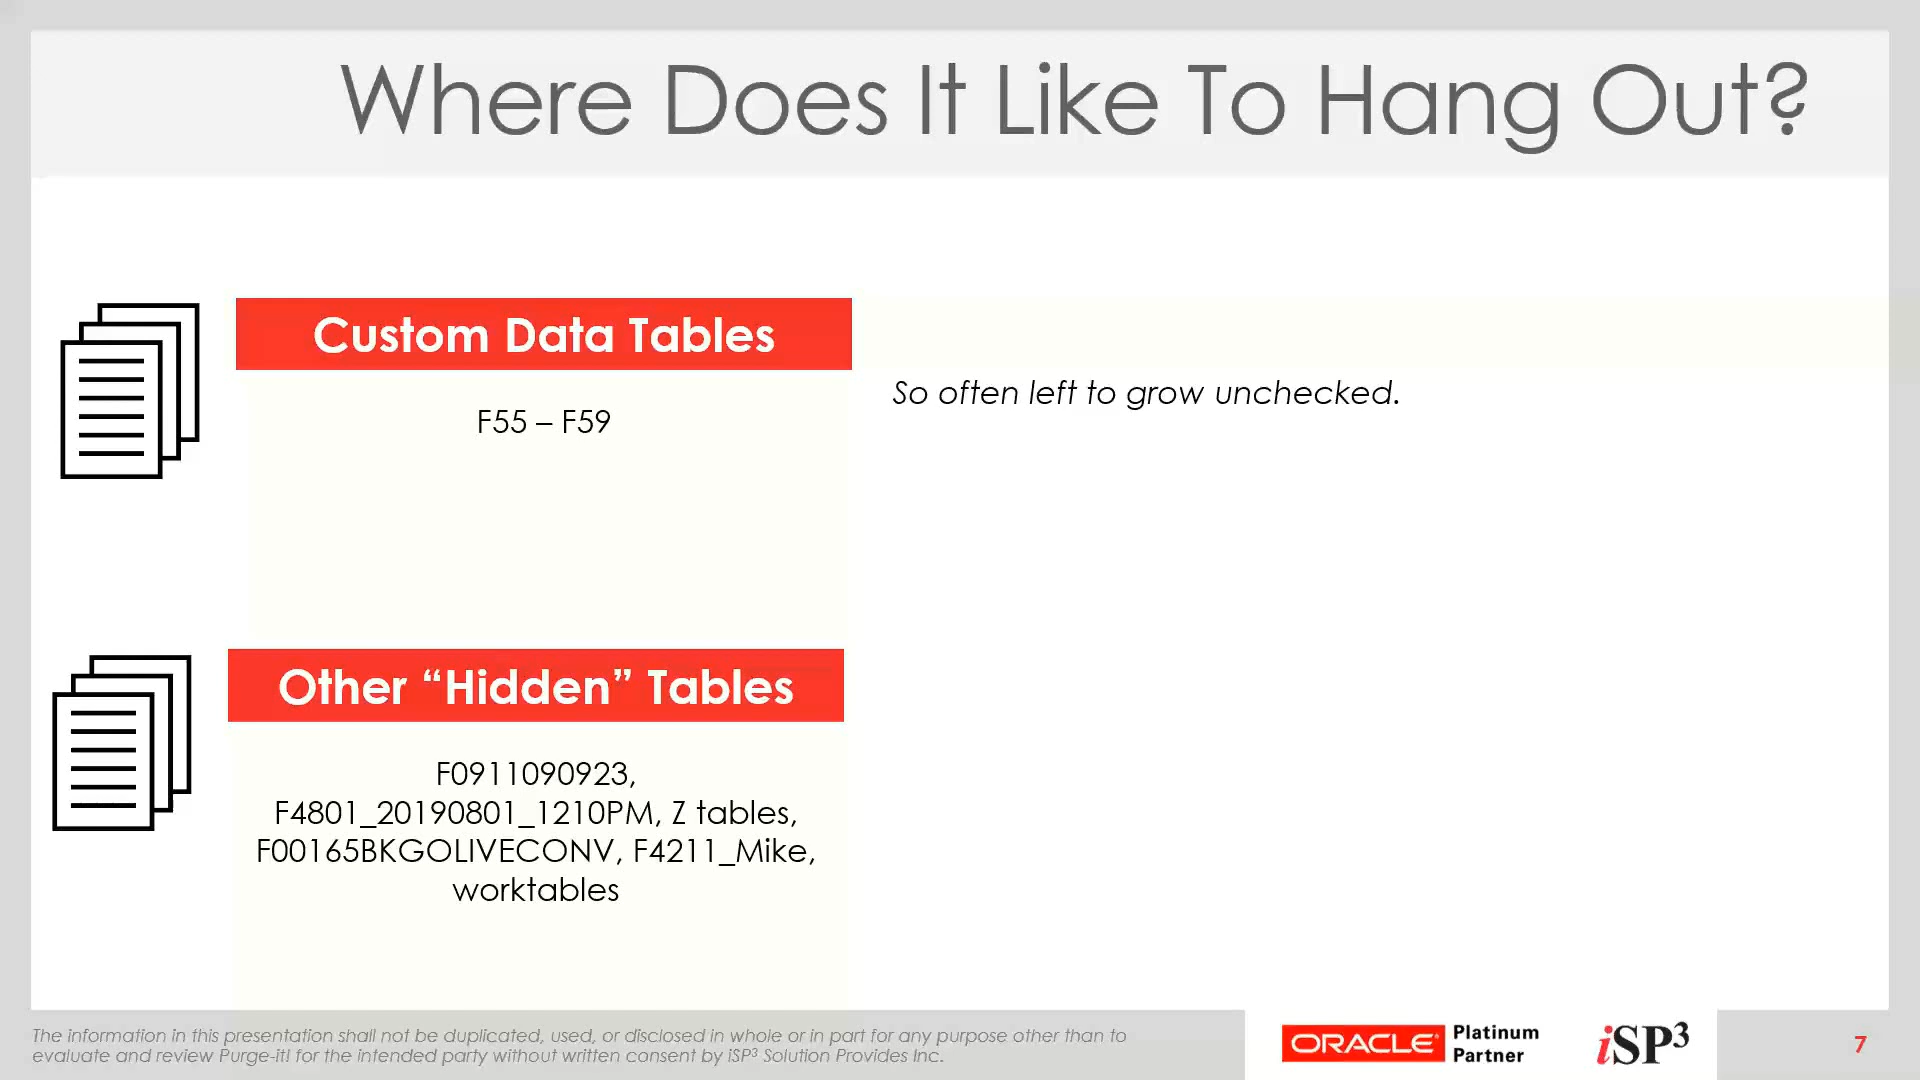 Where Does It Like To Hang Out?
Custom Data Tables
F55 – F59
So often left to grow unchecked.
Other “Hidden” Tables
F0911090923,
F4801_20190801_1210PM, Z tables,
F00165BKGOLIVECONV, F4211_Mike,
worktables
The information in this presentation shall not be duplicated, used, or disclosed in whole or in part for any purpose other than to
evaluate and review Purge-it! for the intended party without written consent by iSP³ Solution Provides Inc.
ORACLE Platinum
Partner
iSP³
7